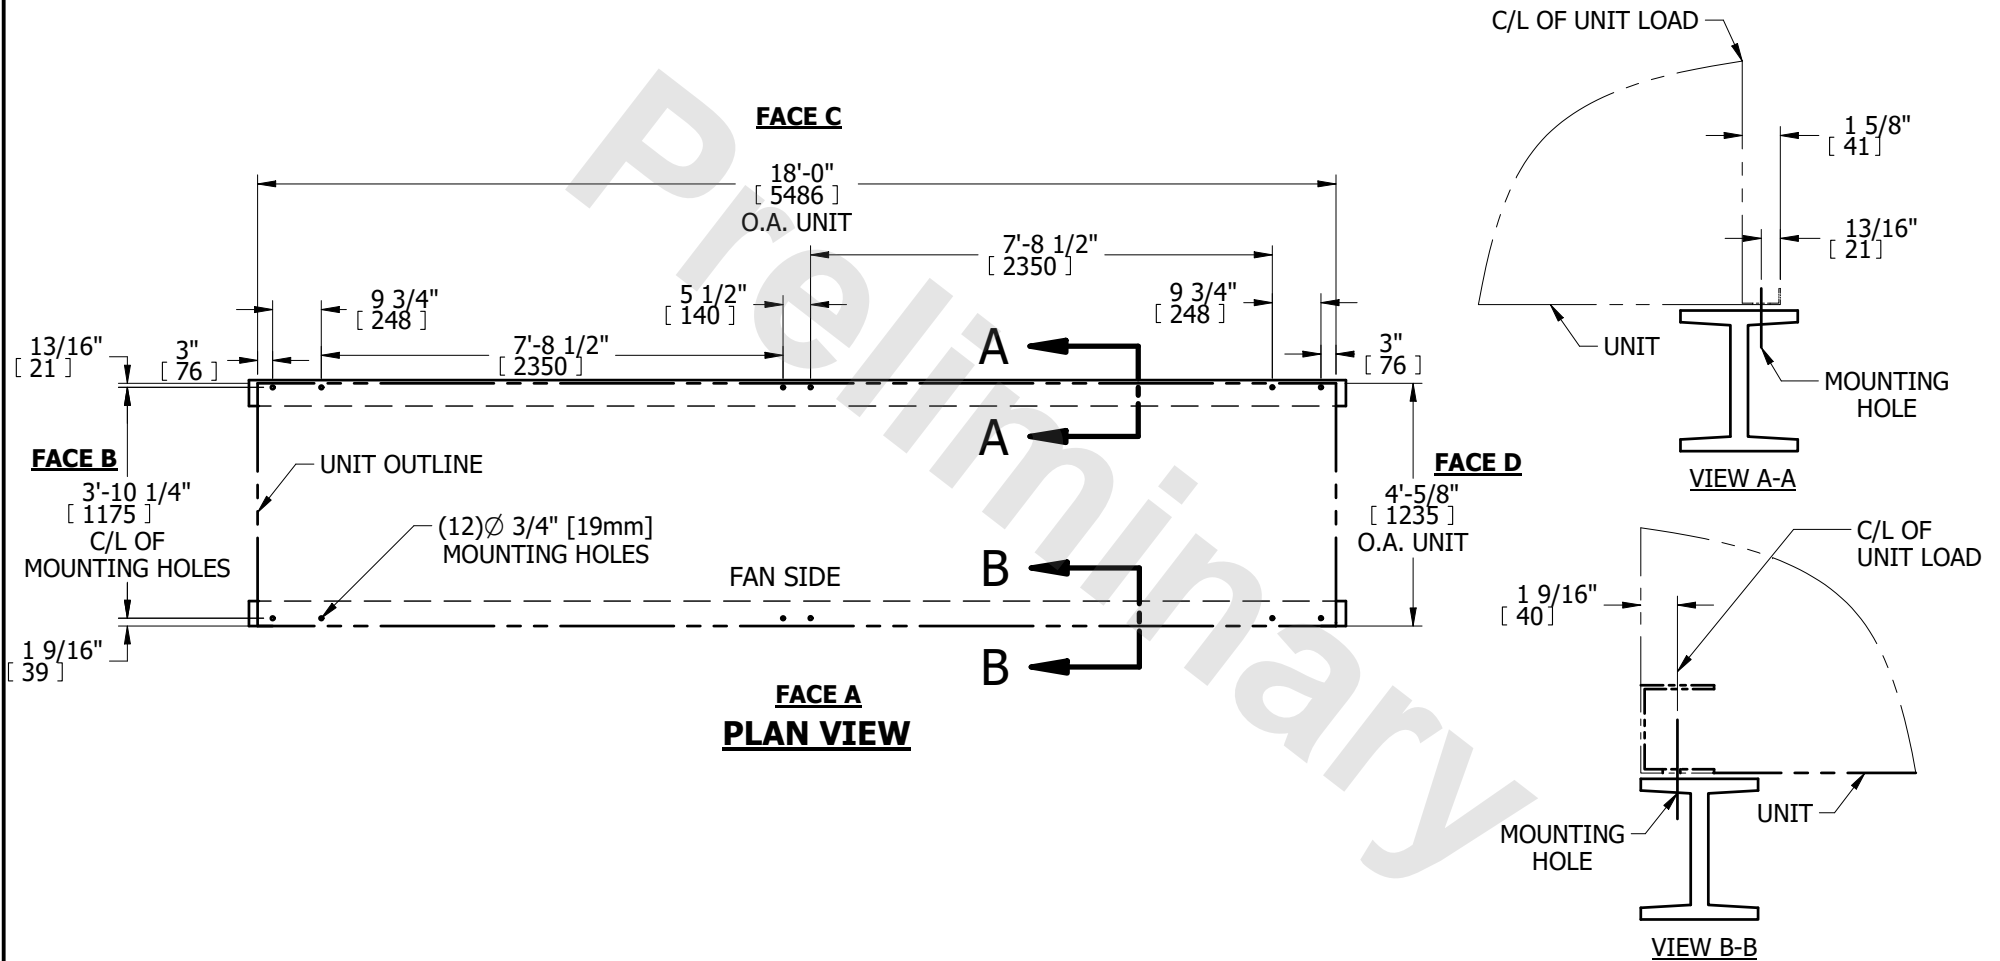 C/L OF UNIT LOAD
FACE C
1 5/8"
[ 41 ]
18'-0"
[ 5486 ]
O.A. UNIT
13/16"
[ 21 ]
7'-8 1/2"
[ 2350 ]
9 3/4"
[ 248 ]
5 1/2"
[ 140 ]
9 3/4"
[ 248 ]
13/16"
[ 21 ]
3"
[ 76 ]
7'-8 1/2"
[ 2350 ]
A
3"
[ 76 ]
UNIT
MOUNTING
HOLE
A
FACE B
UNIT OUTLINE
FACE D
VIEW A-A
3'-10 1/4"
[ 1175 ]
C/L OF
MOUNTING HOLES
(12)Ø 3/4" [19mm]
MOUNTING HOLES
4'-5/8"
[ 1235 ]
O.A. UNIT
C/L OF
UNIT LOAD
FAN SIDE
B
1 9/16"
[ 40 ]
1 9/16"
[ 39 ]
B
FACE A
PLAN VIEW
UNIT
MOUNTING
HOLE
VIEW B-B
Preliminary